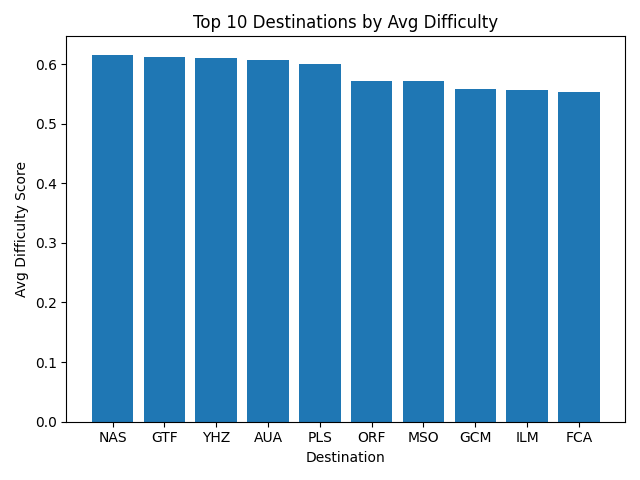 Top 10 Destinations by Avg Difficulty
Avg Difficulty Score
0.6
0.5
0.4
0.3
0.2
0.1
0.0
NAS GTF YHZ AUA PLS ORF MSO GCM ILM FCA
Destination